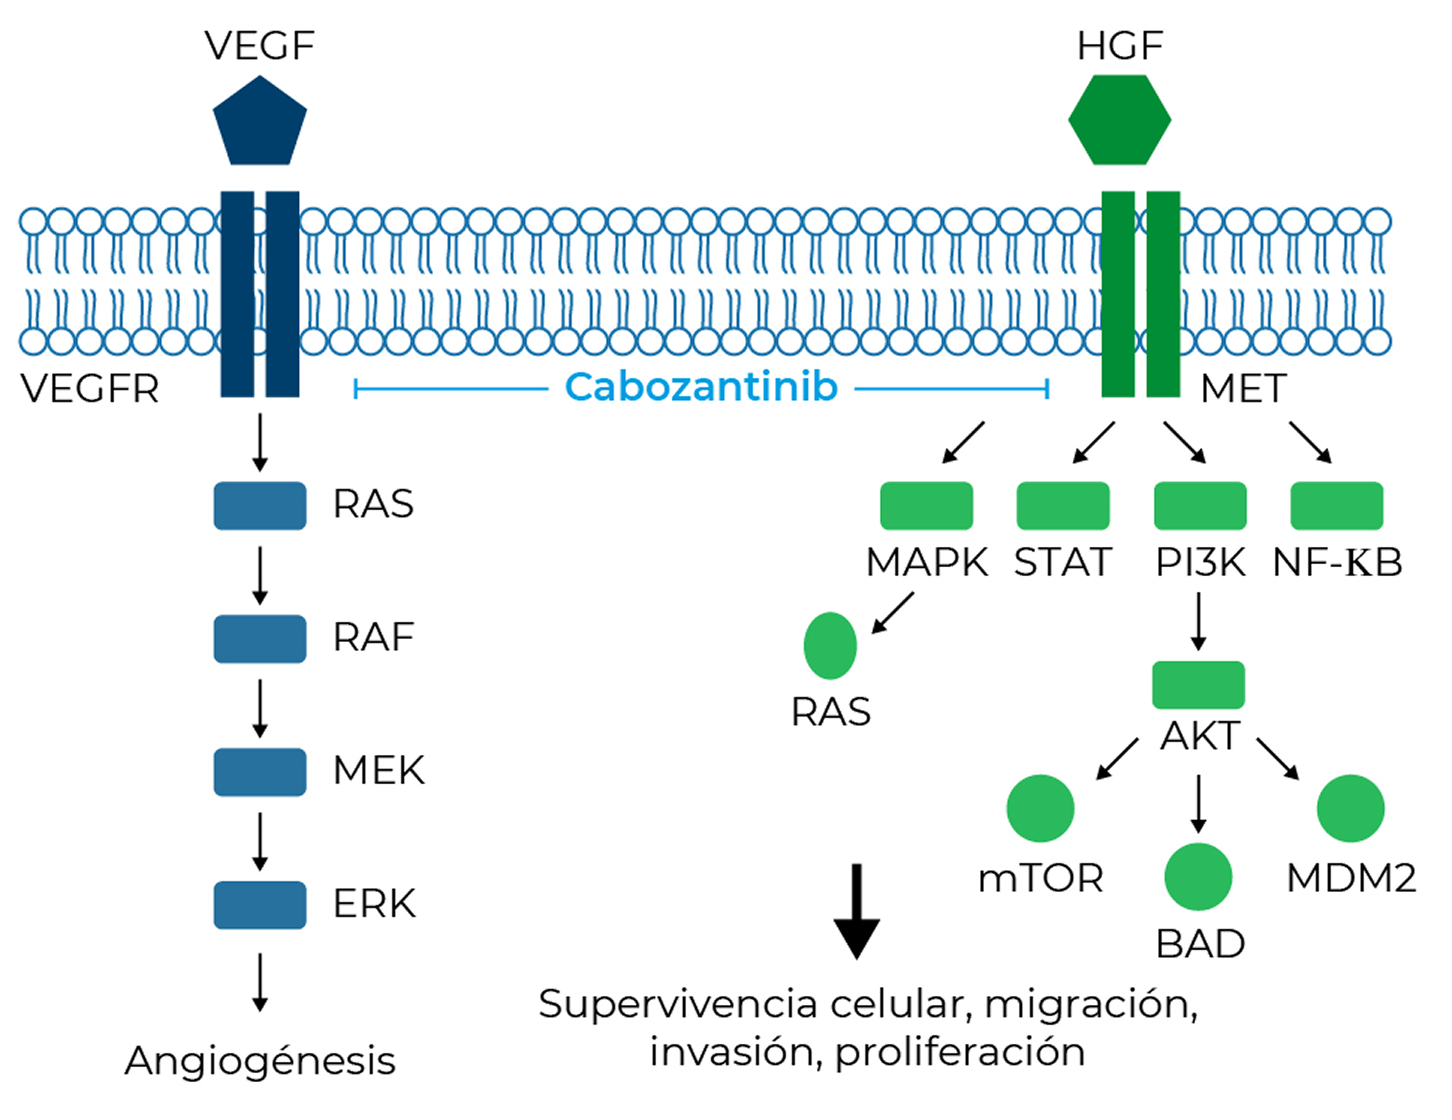 VEGF
HGF
VEGFR
Cabozantinib
MET
RAS
RAF
MEK
ERK
Angiogénesis
MAPK
STAT
PI3K
NF-KB
RAS
AKT
mTOR
BAD
MDM2
Supervivencia celular, migración,
invasión, proliferación